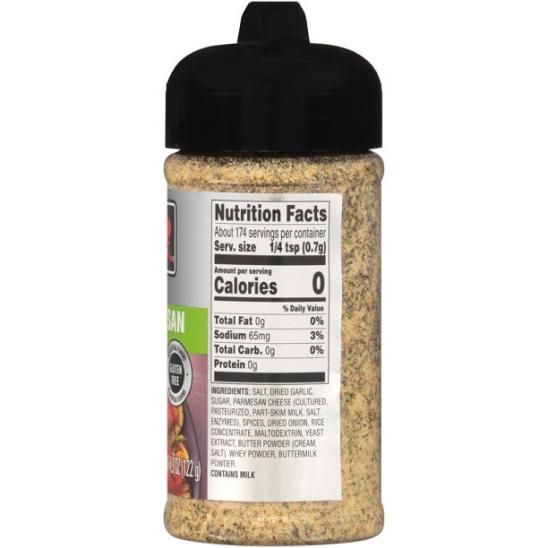 Nutrition Facts
About 174 servings per container
Serv. size 1/4 tsp (0.7g)
Amount per serving
Calories 0
% Daily Value
Total Fat 0g 0%
Sodium 65mg 3%
Total Carb. 0g 0%
Protein 0g
INGREDIENTS: SALT, DRIED GARLIC,
SUGAR, PARMESAN CHEESE (CULTURED,
PASTEURIZED, PART-SKIM MILK, SALT,
ENZYMES), SPICES, DRIED ONION, RICE
CONCENTRATE, MALTODEXTRIN, YEAST
EXTRACT, BUTTER POWDER (CREAM,
SALT), WHEY POWDER, BUTTERMILK
POWDER.
CONTAINS MILK
SAN
GLUTEN
FREE
(122 g)